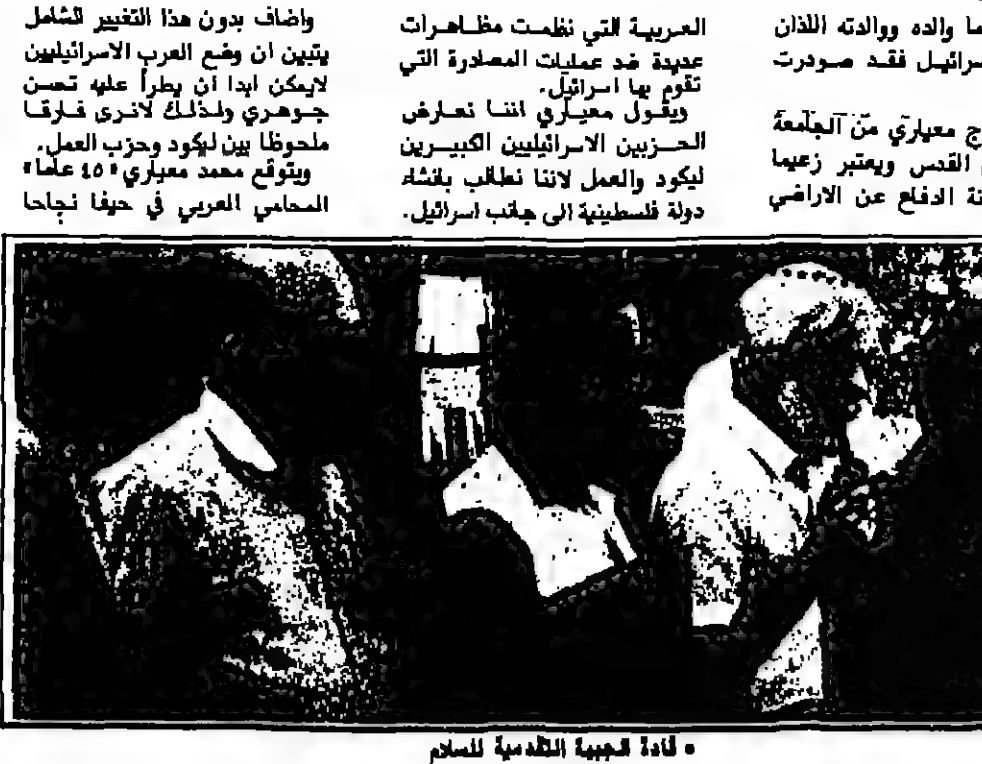 ما والده ووالدته اللذان
سرائيل فقد صودرت
ج معياري من الجامعة
القدس ويعتبر زعيما
نة الدفاع عن الاراضي
العربية التي نظمت مظاهرات
عديدة ضد عمليات المصادرة التي
تقوم بها اسرائيل.
ويقول معياري اننا نعارض
الحزبين الاسرائيليين الكبيرين
ليكود والعمل لاننا نطالب بانشاء
دولة فلسطينية الى جانب اسرائيل.
واضاف بدون هذا التغيير الشامل
يتبين ان وضع العرب الاسرائيليين
لايمكن ابدا أن يطرأ عليه تحسن
جوهري ولذلك لانرى فارقا
ملحوظا بين ليكود وحزب العمل.
ويتوقع محمد معياري «٤٥ عاما»
المحامي العربي في حيفا نجاحا
• قادة الجبهة التقدمية للسلام